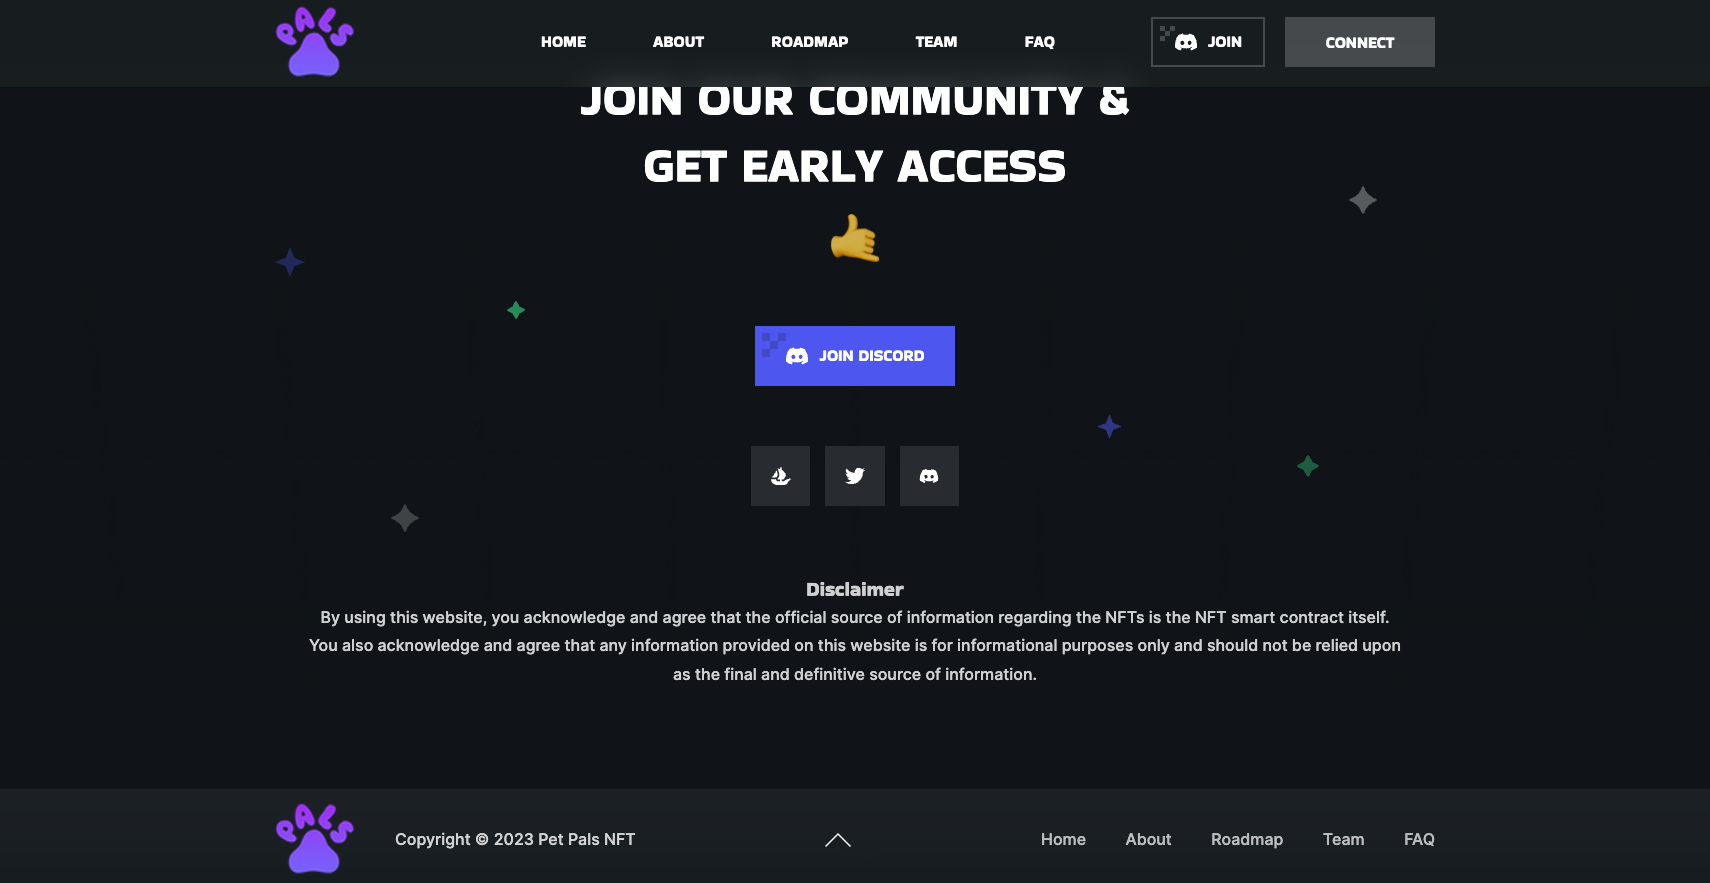 PALS
HOME
ABOUT
ROADMAP
TEAM
FAQ
JOIN
CONNECT
JOIN OUR COMMUNITY &
GET EARLY ACCESS
JOIN DISCORD
Disclaimer
By using this website, you acknowledge and agree that the official source of information regarding the NFTs is the NFT smart contract itself.
You also acknowledge and agree that any information provided on this website is for informational purposes only and should not be relied upon
as the final and definitive source of information.
PALS
Copyright © 2023 Pet Pals NFT
Home
About
Roadmap
Team
FAQ